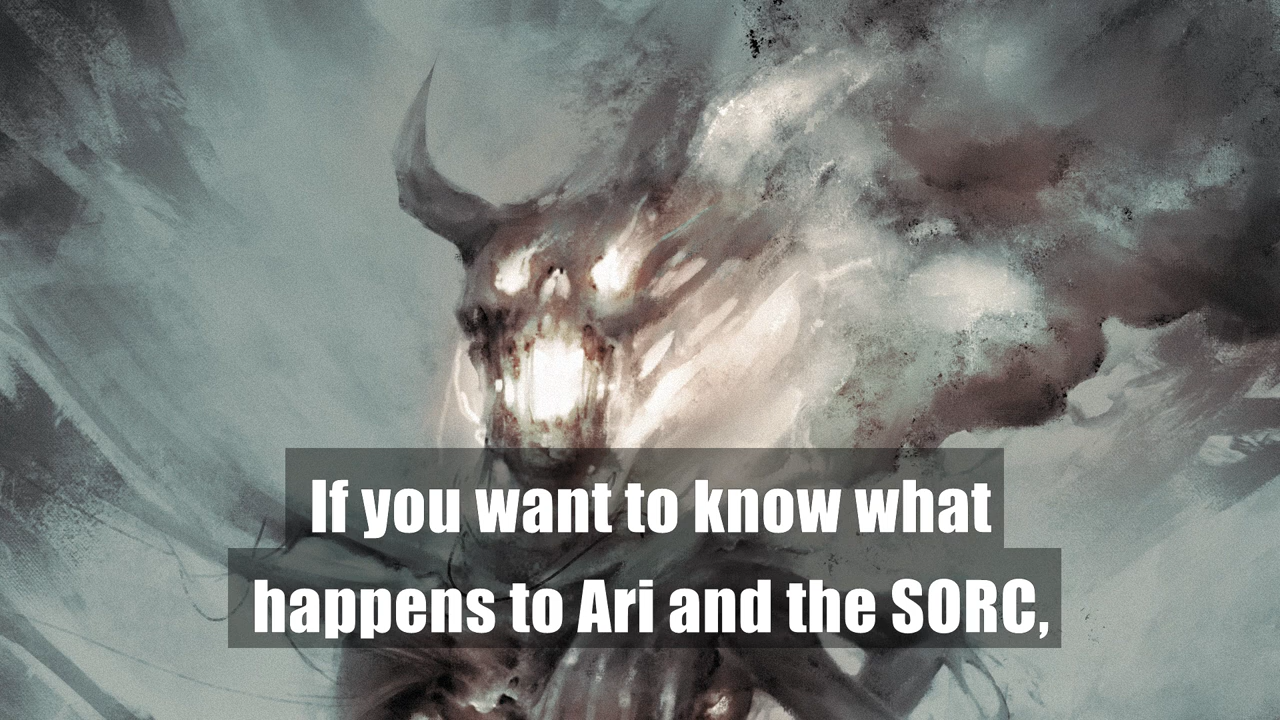 If you want to know what
happens to Ari and the SORC,